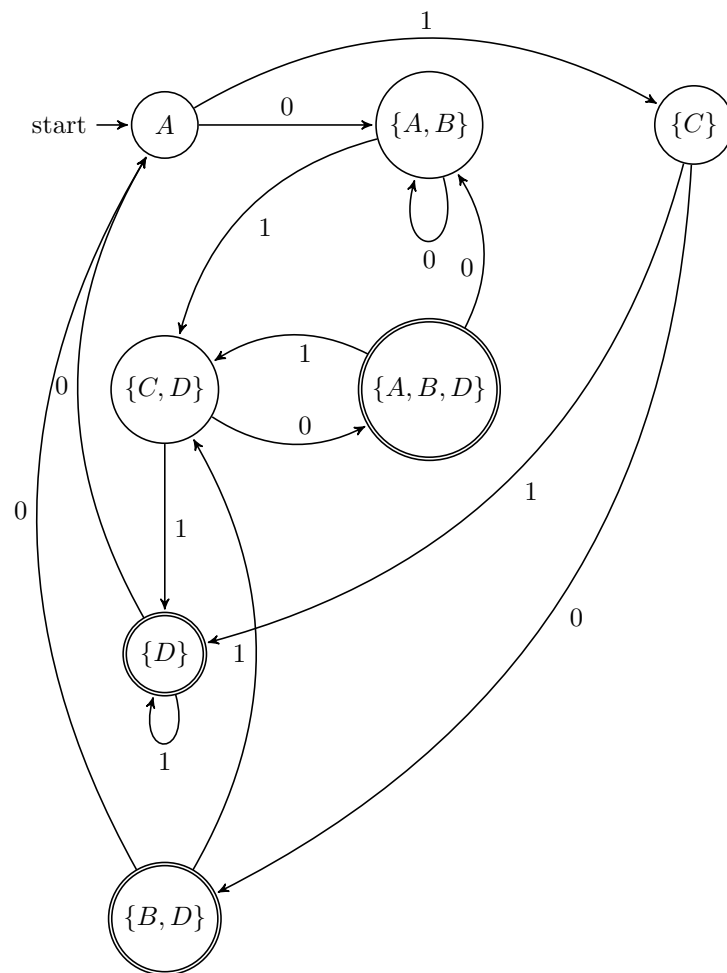 1
start A 0 {A, B} {C}
1 0 0
{C, D} 1 {A, B, D}
0 0
1
0 1
{D} 1 0
1
{B, D}